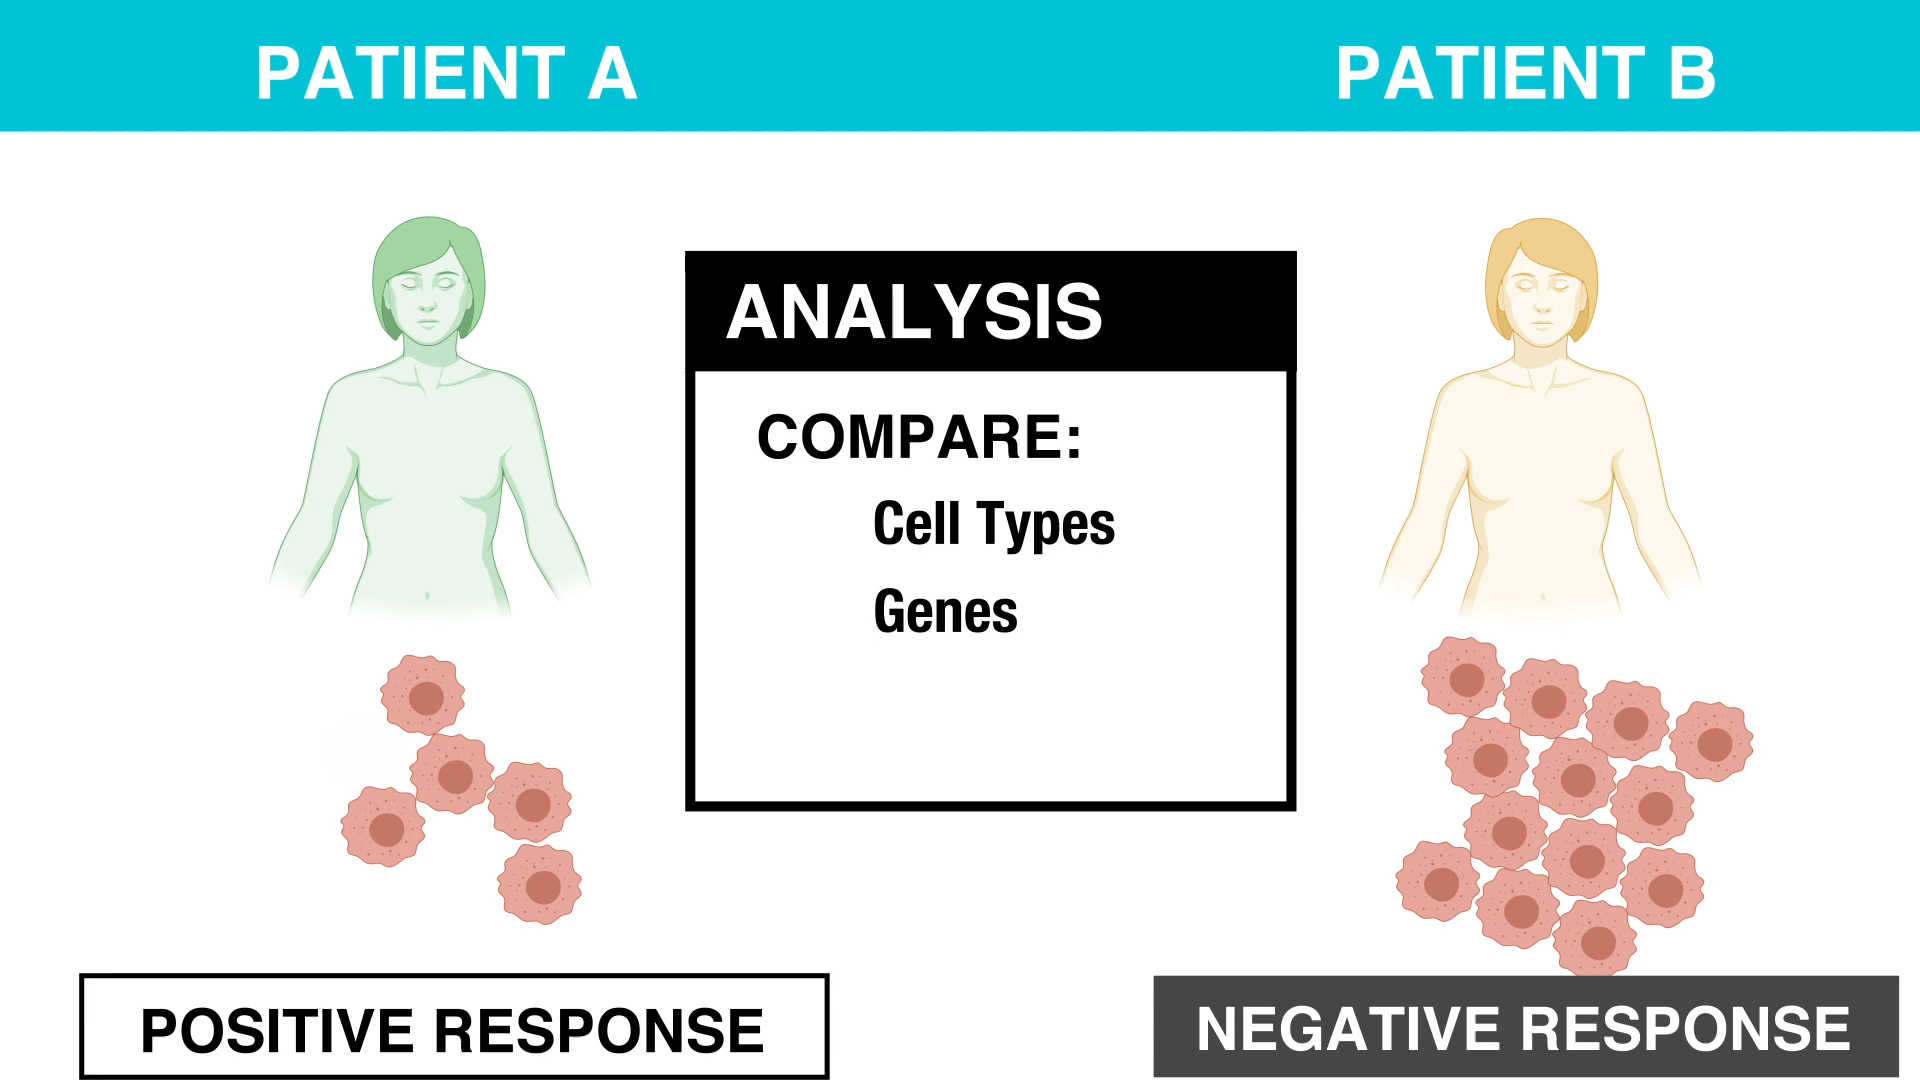 PATIENT A
PATIENT B
ANALYSIS
COMPARE:
Cell Types
Genes
POSITIVE RESPONSE
NEGATIVE RESPONSE